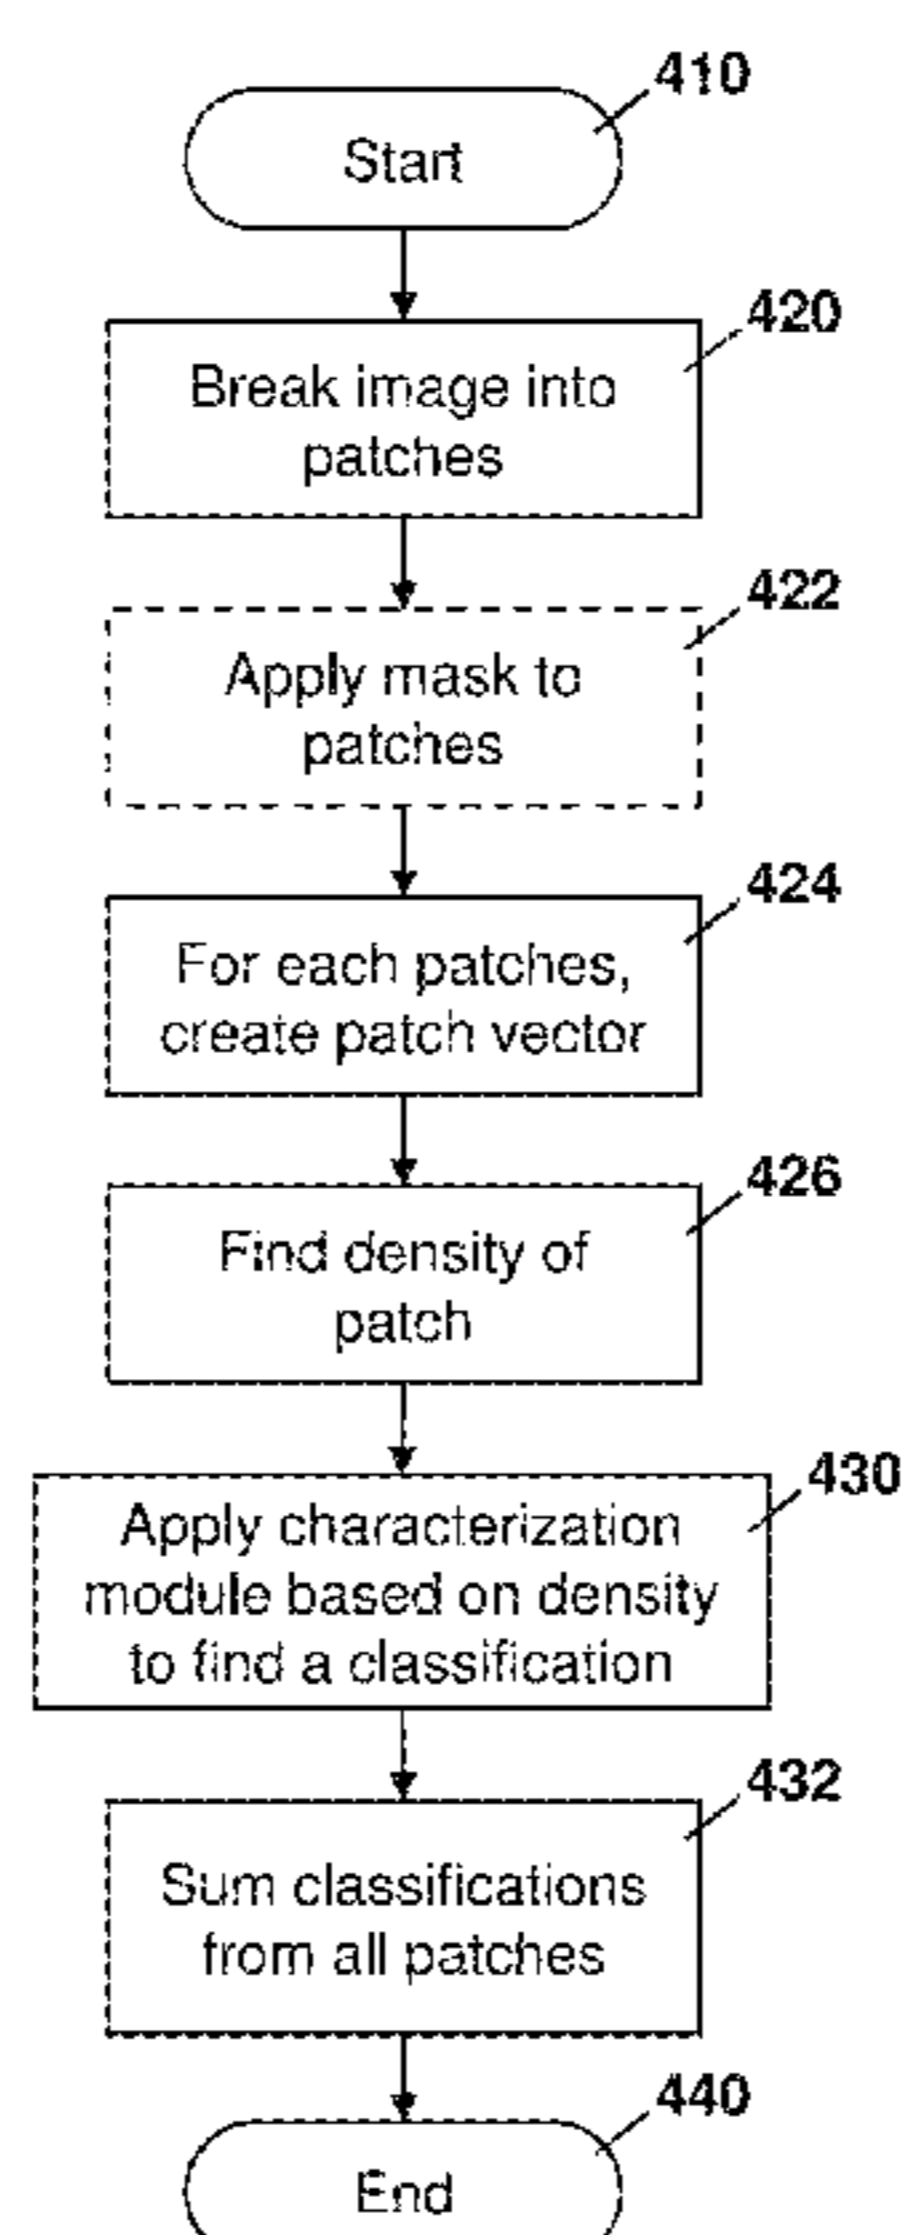 410
Start
420
Break image into
patches
422
Apply mask to
patches
424
For each patches,
create patch vector
426
Find density of
patch
430
Apply characterization
module based on density
to find a classification
432
Sum classifications
from all patches
440
End